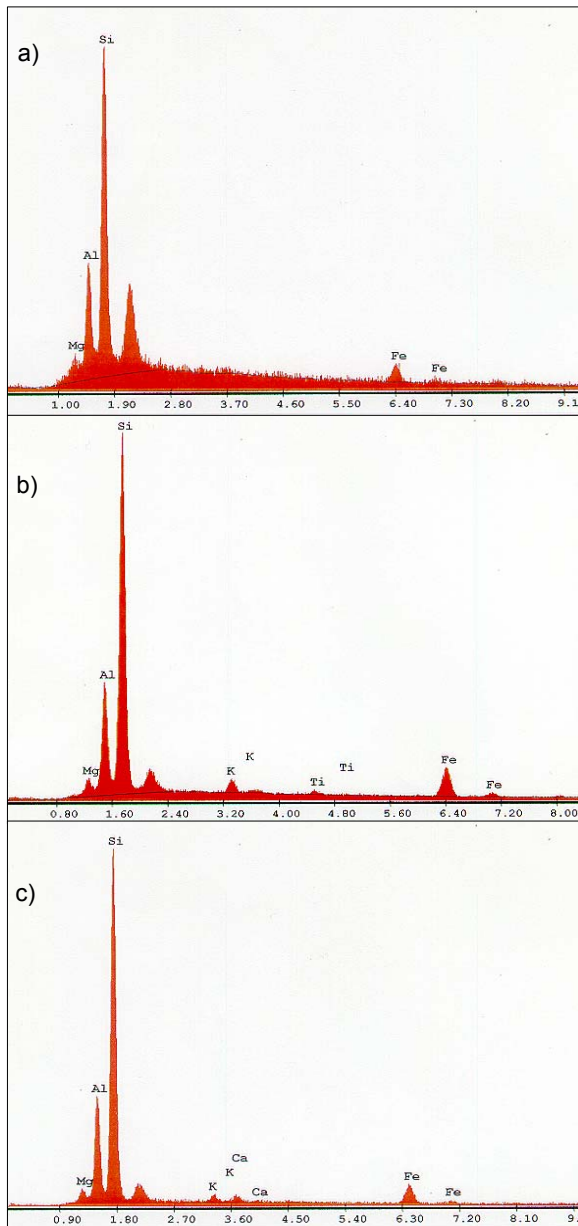 a)
Si
Al
Mg
Fe
Fe
1.00 1.90 2.80 3.70 4.60 5.50 6.40 7.30 8.20 9.1
b)
Si
Al
Mg
K
K
Ti
Ti
Fe
Fe
0.80 1.60 2.40 3.20 4.00 4.80 5.60 6.40 7.20 8.00
c)
Si
Al
Mg
K
K
Ca
Ca
Fe
Fe
0.90 1.80 2.70 3.60 4.50 5.40 6.30 7.20 8.10 9.